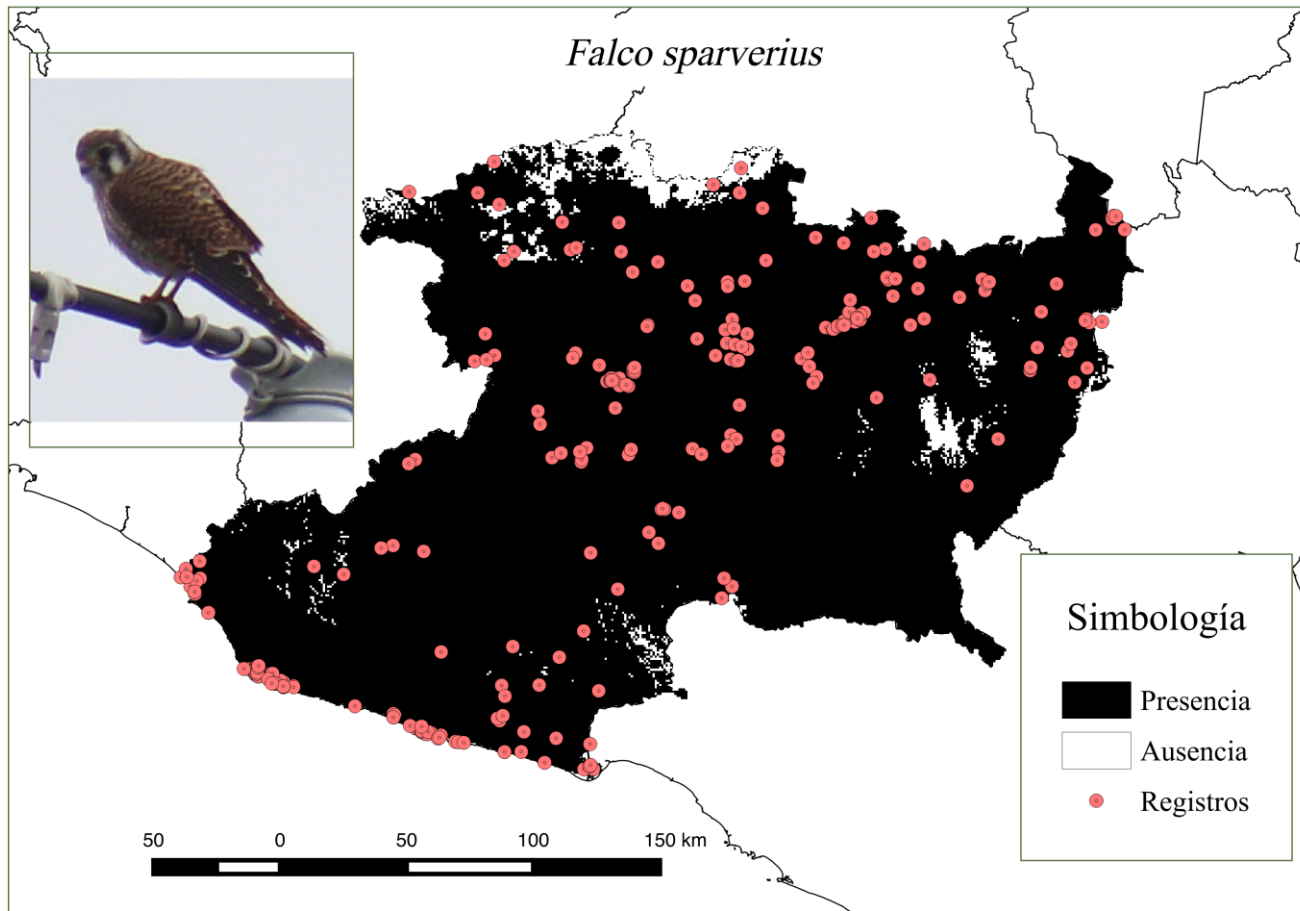 Falco sparverius
Simbología
Presencia
Ausencia
Registros
50 0 50 100 150 km